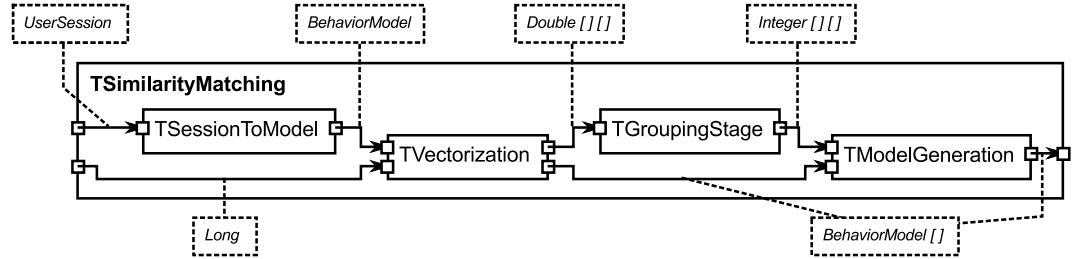 UserSession
BehaviorModel
Double [ ] [ ]
Integer [ ] [ ]
TSimilarityMatching
TSessionToModel
TGroupingStage
TVectorization
TModelGeneration
Long
BehaviorModel [ ]